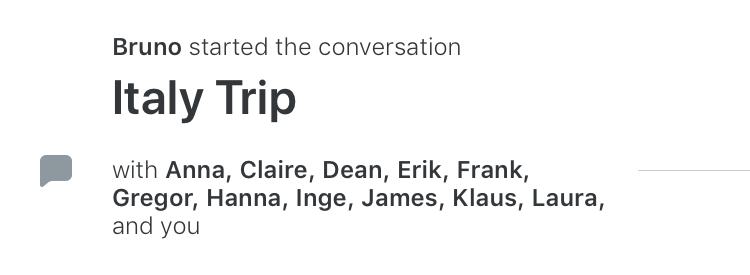 Bruno started the conversation
Italy Trip
with Anna, Claire, Dean, Erik, Frank,
Gregor, Hanna, Inge, James, Klaus, Laura,
and you